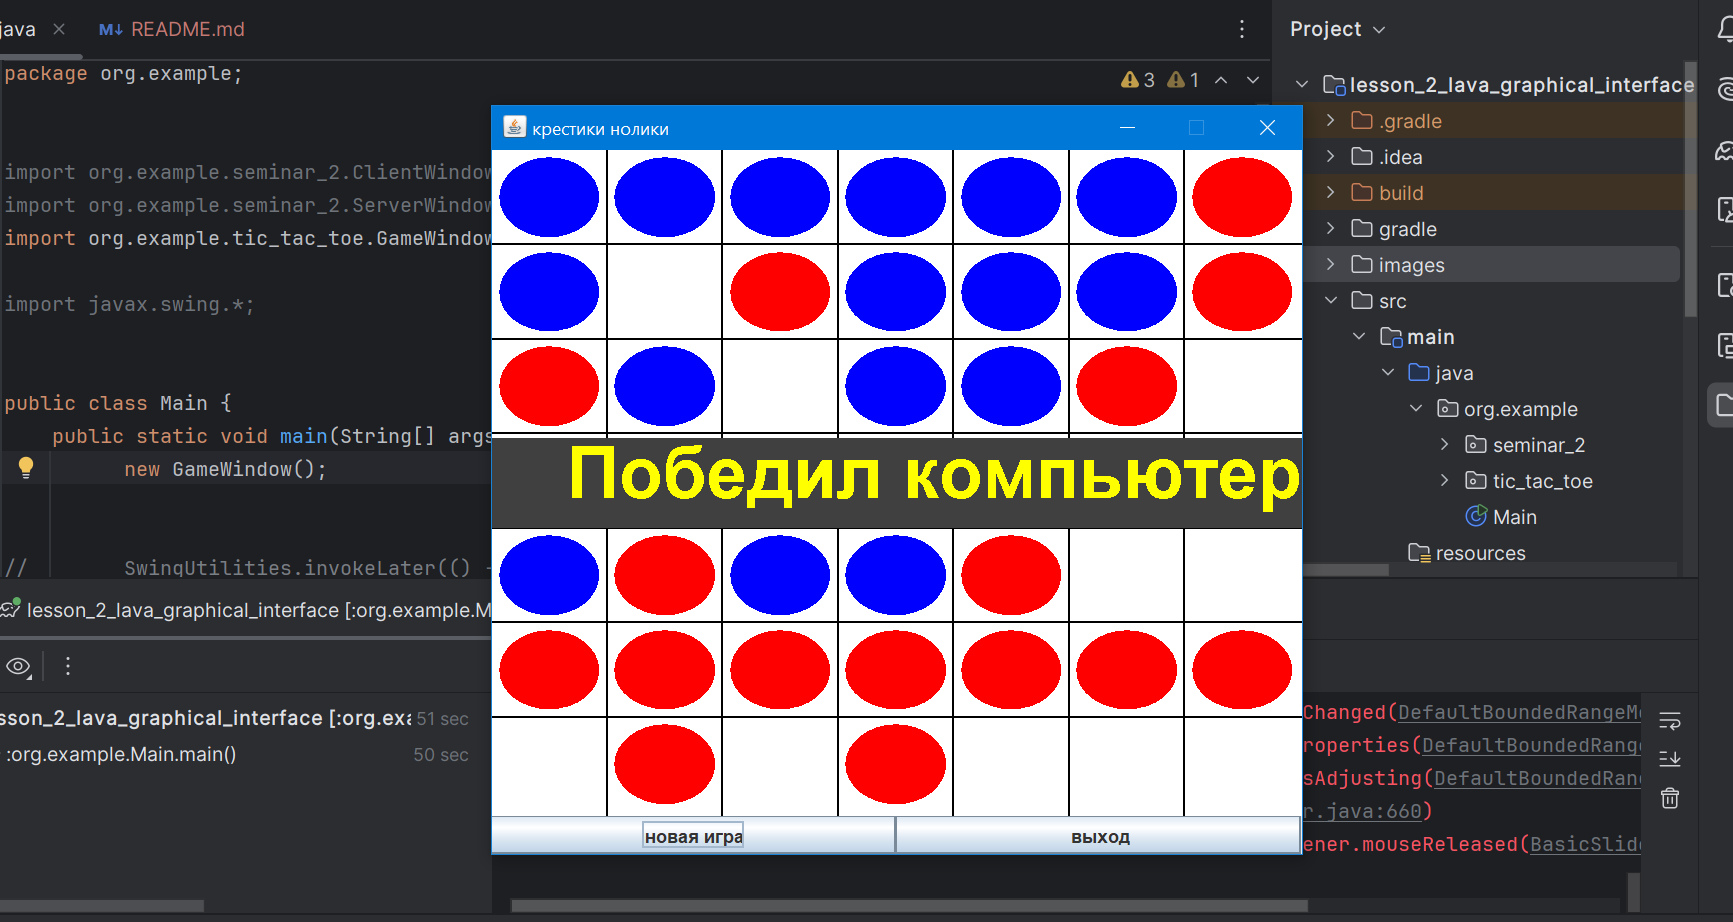 java
M↓ README.md
Project
package org.example;
3 1
lesson_2_lava_graphical_interface
.gradle
крестики нолики
.idea
import org.example.seminar_2.ClientWindow
build
import org.example.seminar_2.ServerWindow
gradle
import org.example.tic_tac_toe.GameWindow
images
import javax.swing.*;
src
main
java
public class Main {
org.example
public static void main(String[] args
seminar_2
new GameWindow();
Победил компьютер
tic_tac_toe
Main
resources
// SwingUtilities.invokeLater(() -
lesson_2_lava_graphical_interface [:org.example.M
sson_2_lava_graphical_interface [:org.exa 51 sec
:org.example.Main.main() 50 sec
Changed(DefaultBoundedRangeMo
roperties(DefaultBoundedRange
sAdjusting(DefaultBoundedRan
r.java:660)
ener.mouseReleased(BasicSlide
новая игра
выход